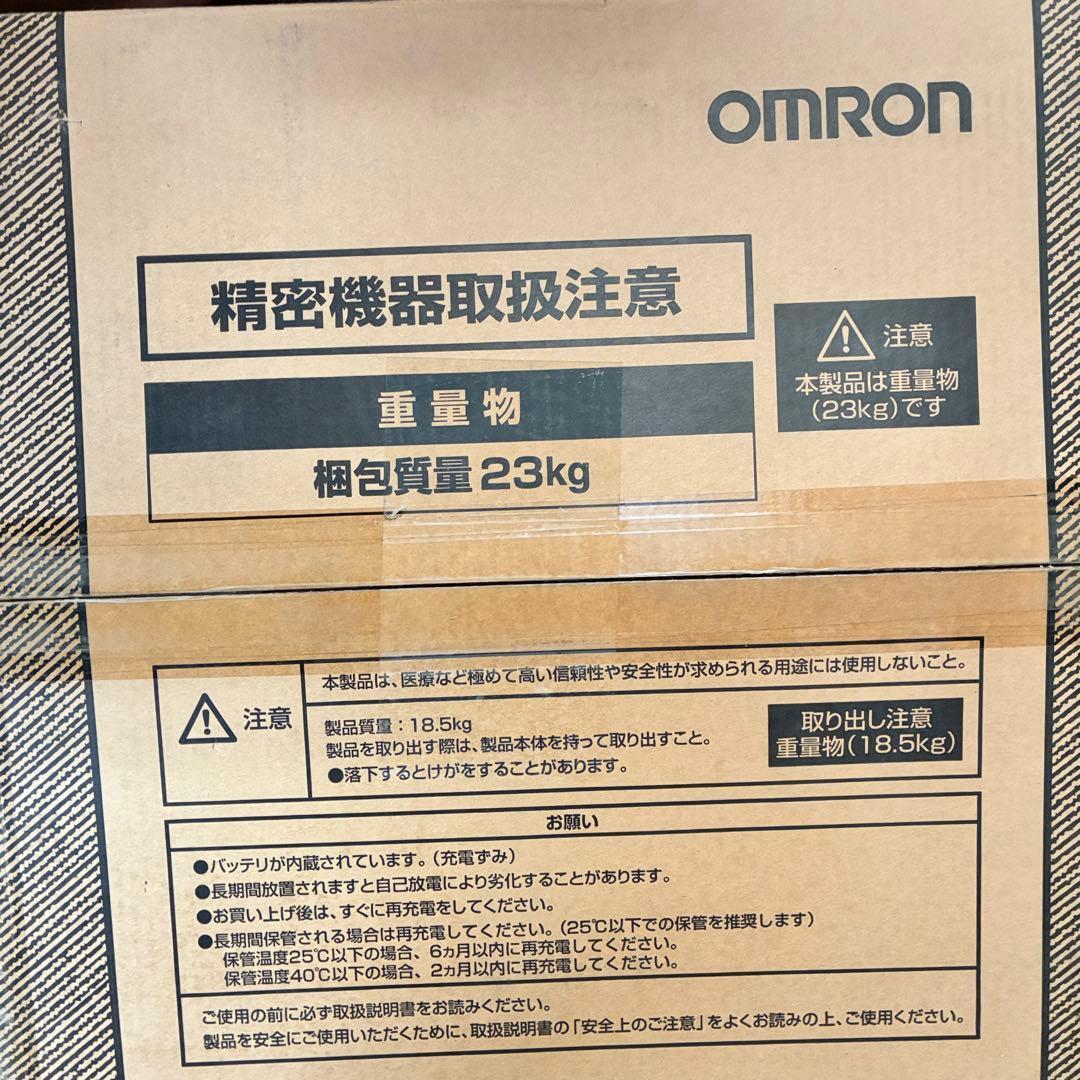 OMRON
精密機器取扱注意
重量物
梱包質量23kg
注意
本製品は重量物
(23kg)です
注意
本製品は、医療など極めて高い信頼性や安全性が求められる用途には使用しないこと。
製品質量：18.5kg
製品を取り出す際は、製品本体を持って取り出すこと。
●落下するとけがをすることがあります。
取り出し注意
重量物(18.5kg)
お願い
●バッテリが内蔵されています。(充電ずみ)
●長期間放置されますと自己放電により劣化することがあります。
●お買い上げ後は、すぐに再充電をしてください。
●長期間保管される場合は再充電してください。(25℃以下での保管を推奨します)
保管温度25℃以下の場合、6ヵ月以内に再充電してください。
保管温度40℃以下の場合、2ヵ月以内に再充電してください。
ご使用の前に必ず取扱説明書をお読みください。
製品を安全にご使用いただくために、取扱説明書の「安全上のご注意」をよくお読みの上、ご使用ください。